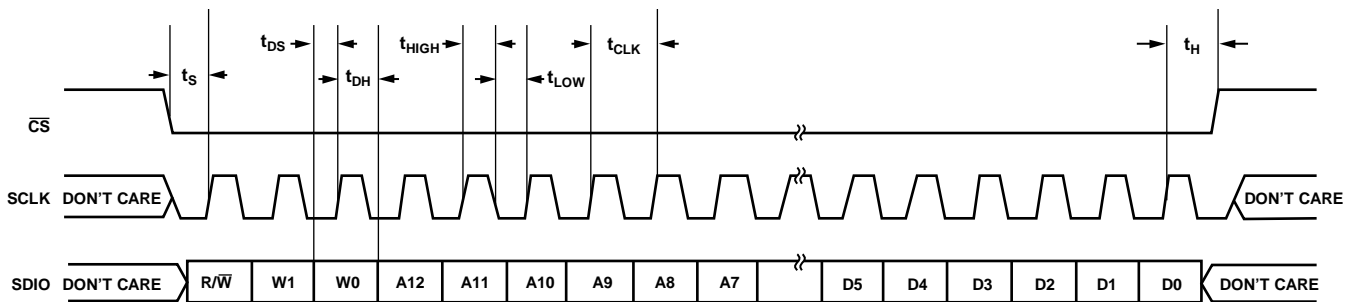 tDS
tHIGH
tCLK
tH
tS
tDH
tLOW
CS
SCLK DON'T CARE DON'T CARE
SDIO DON'T CARE R/W W1 W0 A12 A11 A10 A9 A8 A7 D5 D4 D3 D2 D1 D0 DON'T CARE